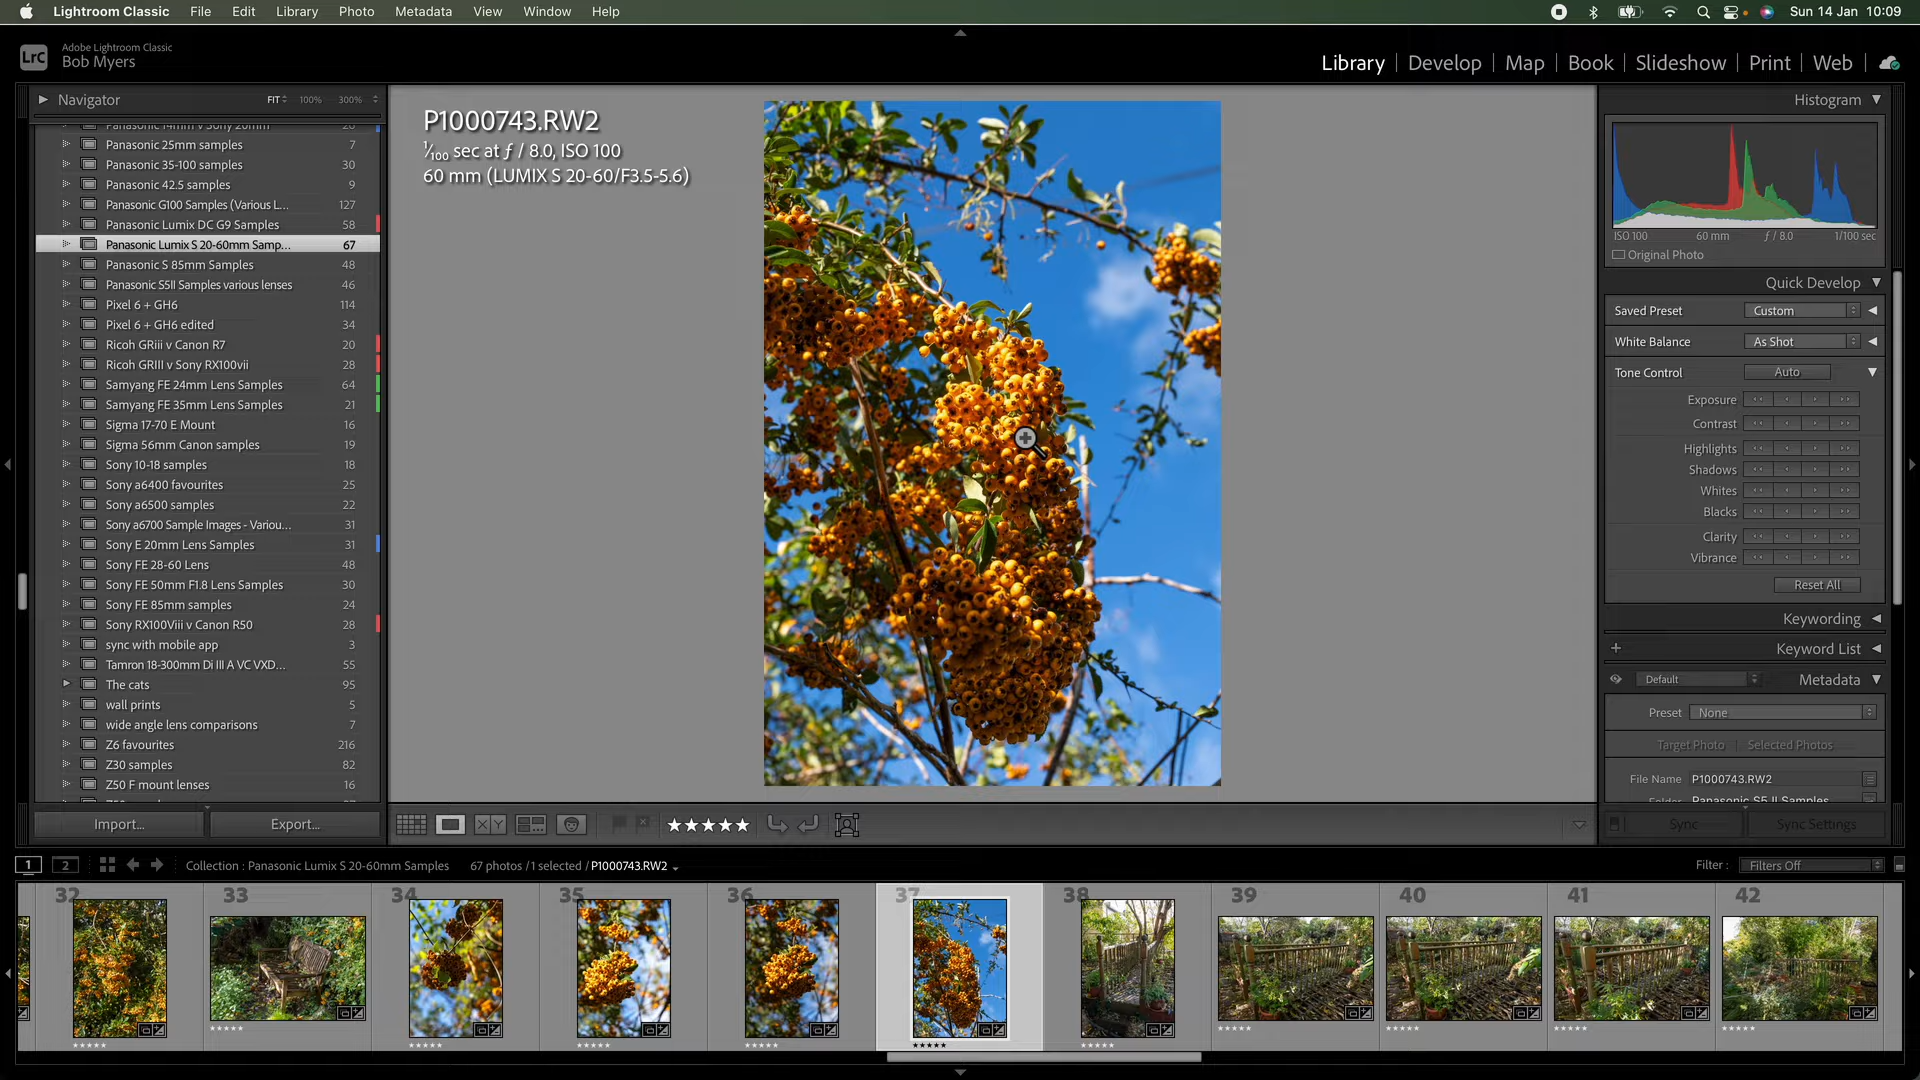 Lightroom Classic File Edit Library Photo Metadata View Window Help Sun 14 Jan 10:09
LrC Adobe Lightroom Classic
Bob Myers
Library Develop Map Book Slideshow Print Web
Navigator FIT 100% 300%
Panasonic 14mm v Sony 20mm 20
Panasonic 25mm samples 7
Panasonic 35-100 samples 30
Panasonic 42.5 samples 9
Panasonic G100 Samples (Various L... 127
Panasonic Lumix DC G9 Samples 58
Panasonic Lumix S 20-60mm Samp... 67
Panasonic S 85mm Samples 48
Panasonic S5II Samples various lenses 46
Pixel 6 + GH6 114
Pixel 6 + GH6 edited 34
Ricoh GRiii v Canon R7 20
Ricoh GRIII v Sony RX100vii 28
Samyang FE 24mm Lens Samples 64
Samyang FE 35mm Lens Samples 21
Sigma 17-70 E Mount 16
Sigma 56mm Canon samples 19
Sony 10-18 samples 18
Sony a6400 favourites 25
Sony a6500 samples 22
Sony a6700 Sample Images - Variou... 31
Sony E 20mm Lens Samples 31
Sony FE 28-60 Lens 48
Sony FE 50mm F1.8 Lens Samples 30
Sony FE 85mm samples 24
Sony RX100Viii v Canon R50 28
sync with mobile app 3
Tamron 18-300mm Di III A VC VXD... 55
The cats 95
wall prints 5
wide angle lens comparisons 7
Z6 favourites 216
Z30 samples 82
Z50 F mount lenses 16
Import... Export...
P1000743.RW2
1/100 sec at ƒ / 8.0, ISO 100
60 mm (LUMIX S 20-60/F3.5-5.6)
Histogram
ISO 100 60 mm ƒ / 8.0 1/100 sec
Original Photo
Quick Develop
Saved Preset Custom
White Balance As Shot
Tone Control Auto
Exposure
Contrast
Highlights
Shadows
Whites
Blacks
Clarity
Vibrance
Reset All
Keywording
Keyword List
Default Metadata
Preset None
Target Photo Selected Photos
File Name P1000743.RW2
Folder Panasonic S5 II Samples
Sync Sync Settings
X Y
1 2 Collection : Panasonic Lumix S 20-60mm Samples 67 photos / 1 selected / P1000743.RW2 Filter : Filters Off
32 33 34 35 36 37 38 39 40 41 42